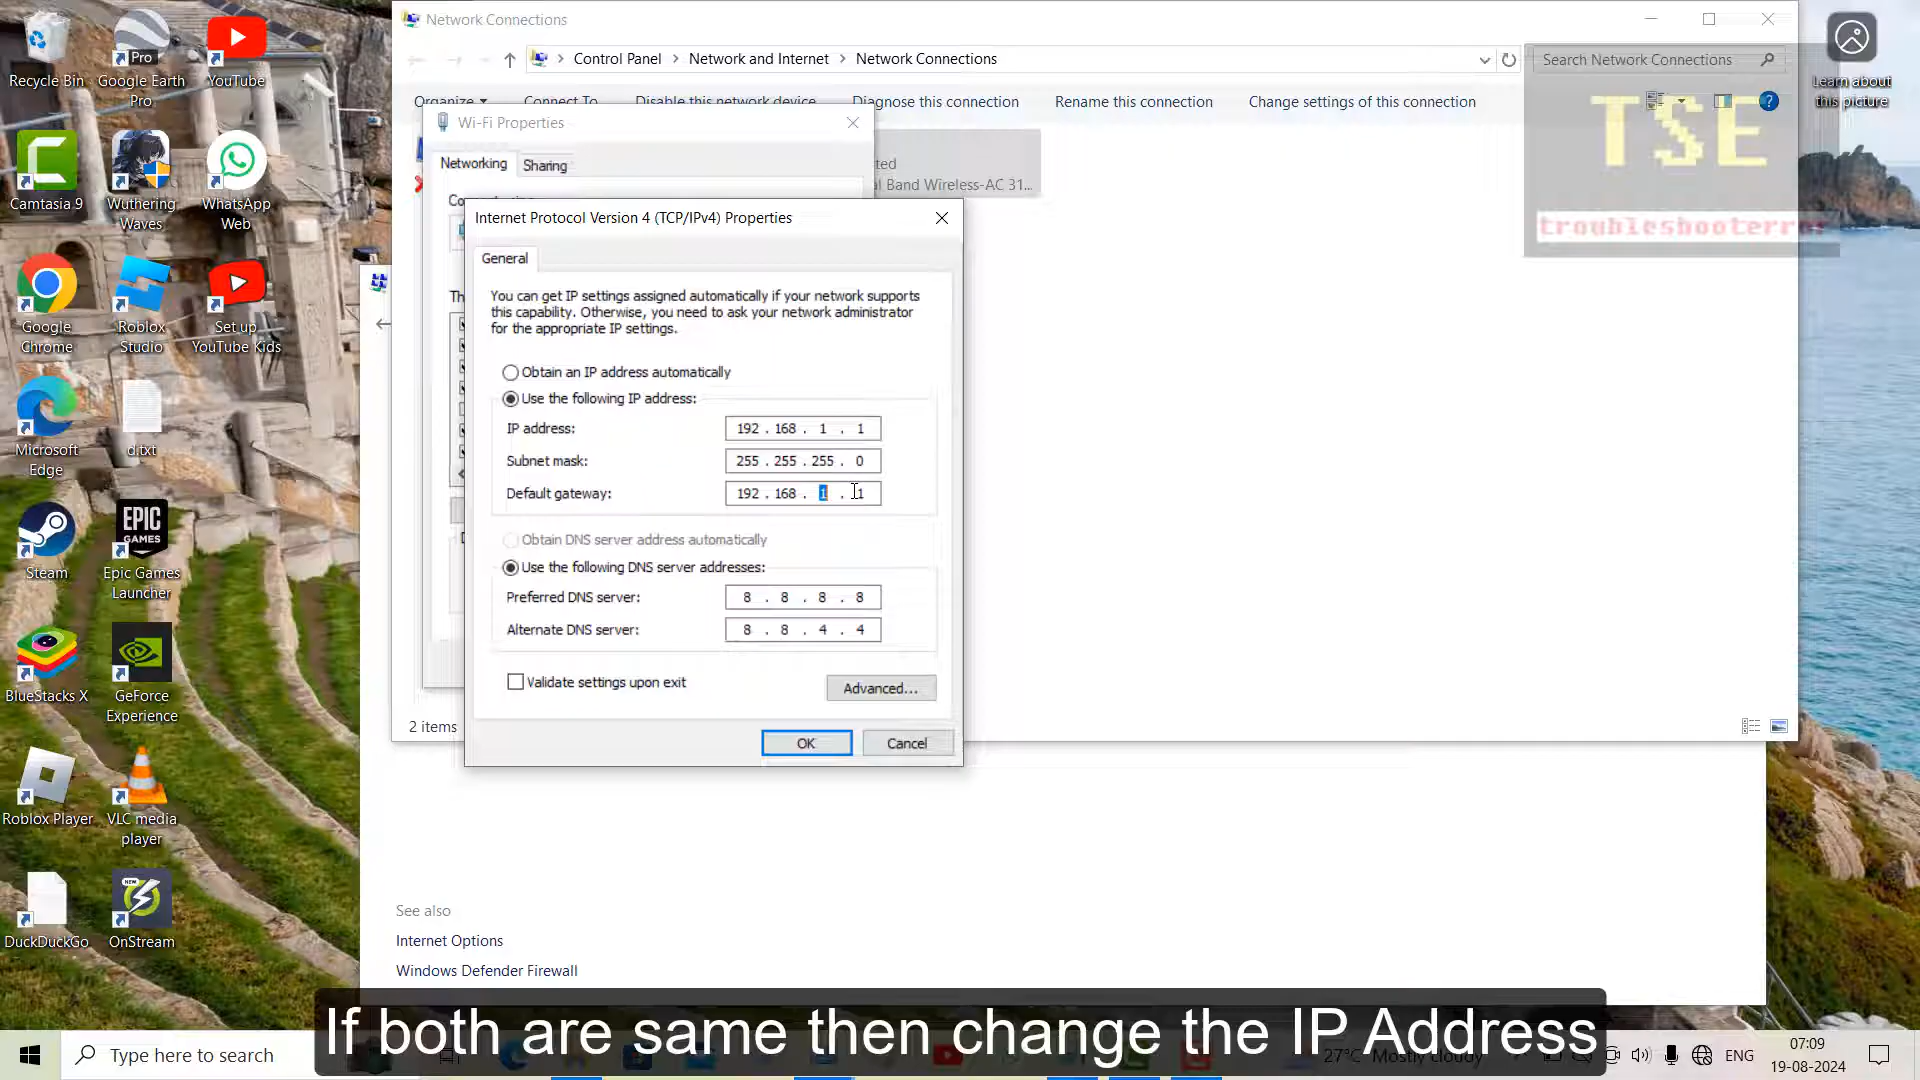 Recycle Bin
Google Earth Pro
YouTube
Camtasia 9
Wuthering Waves
WhatsApp Web
Google Chrome
Roblox Studio
Set up YouTube Kids
Microsoft Edge
d.txt
Steam
Epic Games Launcher
EPIC GAMES
BlueStacks X
GeForce Experience
Roblox Player
VLC media player
DuckDuckGo
NEW
OnStream
Network Connections
Control Panel > Network and Internet > Network Connections
Search Network Connections
Organize
Connect To
Disable this network device
Diagnose this connection
Rename this connection
Change settings of this connection
Learn about this picture
TSE
troubleshooterror
Wi-Fi Properties
Networking
Sharing
Band Wireless-AC 31...
Internet Protocol Version 4 (TCP/IPv4) Properties
General
You can get IP settings assigned automatically if your network supports
this capability. Otherwise, you need to ask your network administrator
for the appropriate IP settings.
Obtain an IP address automatically
Use the following IP address:
IP address: 192 . 168 . 1 . 1
Subnet mask: 255 . 255 . 255 . 0
Default gateway: 192 . 168 . 1 . 1
Obtain DNS server address automatically
Use the following DNS server addresses:
Preferred DNS server: 8 . 8 . 8 . 8
Alternate DNS server: 8 . 8 . 4 . 4
Validate settings upon exit
Advanced...
OK
Cancel
2 items
See also
Internet Options
Windows Defender Firewall
If both are same then change the IP Address
Type here to search
27°C Mostly cloudy
ENG
07:09
19-08-2024